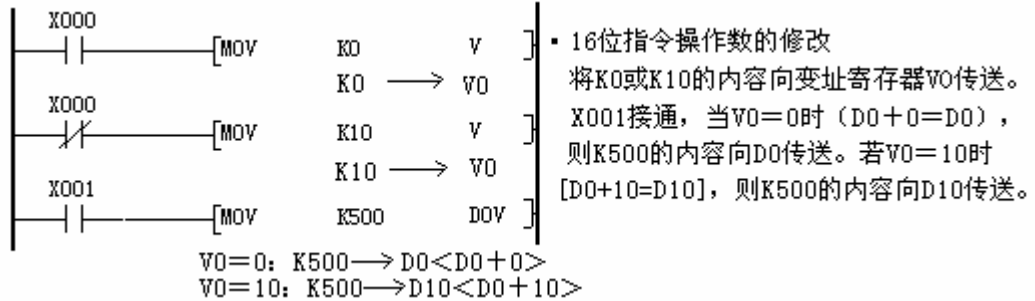 X000
[MOV K0 V ]
K0 → V0
X000
[MOV K10 V ]
K10 → V0
X001
[MOV K500 D0V ]
V0=0: K500→D0<D0+0>
V0=10: K500→D10<D0+10>
▪ 16位指令操作数的修改
将K0或K10的内容向变址寄存器V0传送。
X001接通，当V0=0时（D0+0=D0），
则K500的内容向D0传送。若V0=10时
[D0+10=D10]，则K500的内容向D10传送。